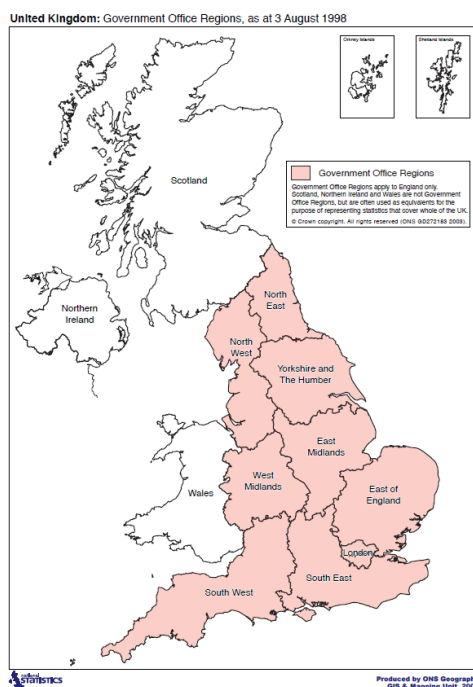 United Kingdom: Government Office Regions, as at 3 August 1998
Orkney Islands
Shetland Islands
Scotland
Government Office Regions
Government Office Regions apply to England only.
Scotland, Northern Ireland and Wales are not Government
Office Regions, but are often used as equivalents for the
purpose of representing statistics that cover whole of the UK.
© Crown copyright. All rights reserved (ONS GD272183 2003).
North
East
Northern
Ireland
North
West
Yorkshire and
The Humber
East
Midlands
West
Midlands
Wales
East of
England
London
South East
South West
national
STATISTICS
Produced by ONS Geograph
GIS & Mapping Unit, 200